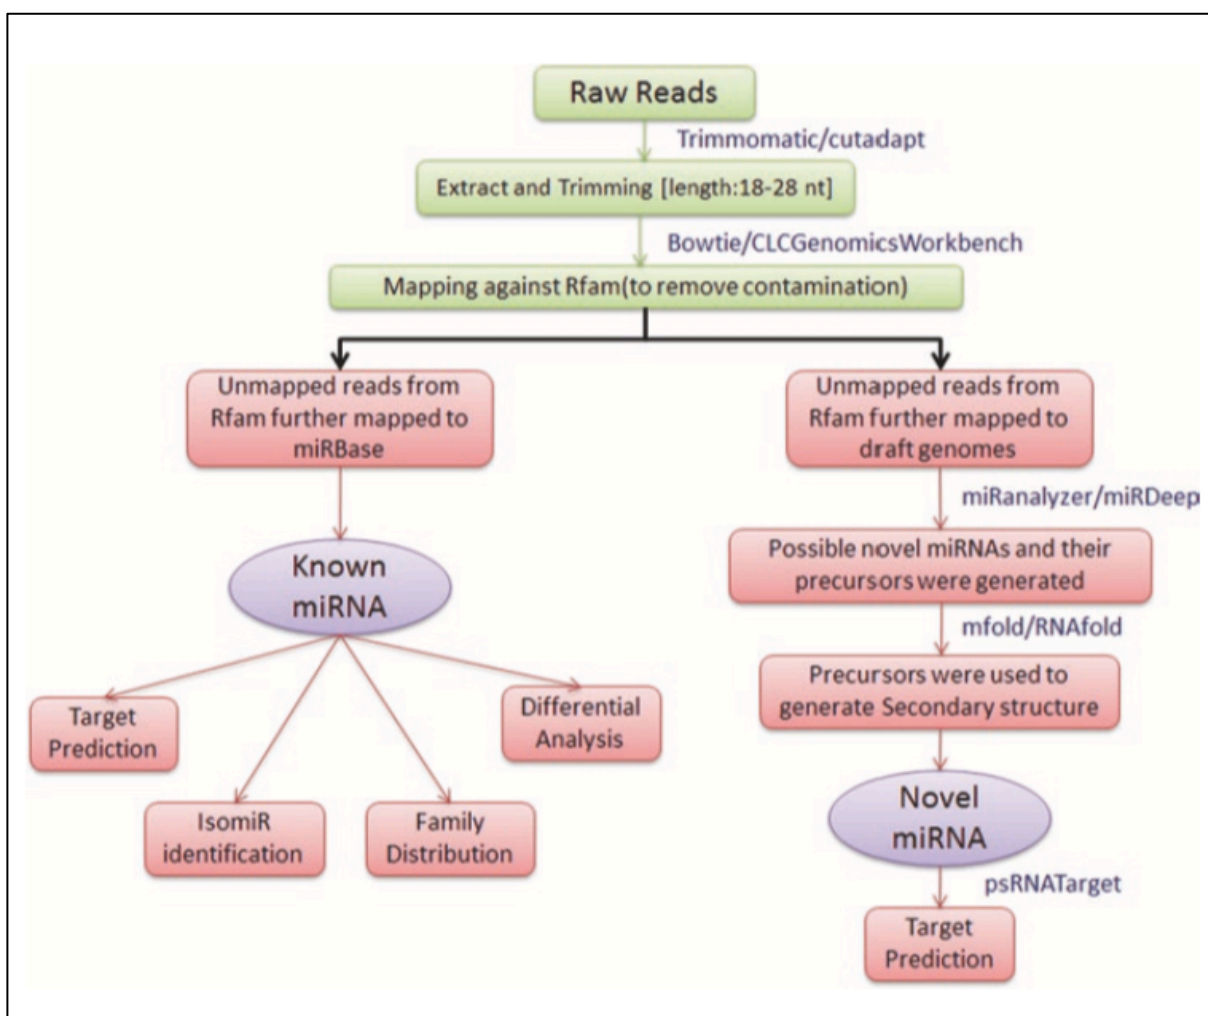 Raw Reads
Trimmomatic/cutadapt
Extract and Trimming [length:18-28 nt]
Bowtie/CLCGenomicsWorkbench
Mapping against Rfam(to remove contamination)
Unmapped reads from
Rfam further mapped to
miRBase
Known
miRNA
Target
Prediction
IsomiR
identification
Family
Distribution
Differential
Analysis
Unmapped reads from
Rfam further mapped to
draft genomes
miRanalyzer/miRDeep
Possible novel miRNAs and their
precursors were generated
mfold/RNAfold
Precursors were used to
generate Secondary structure
Novel
miRNA
psRNATarget
Target
Prediction